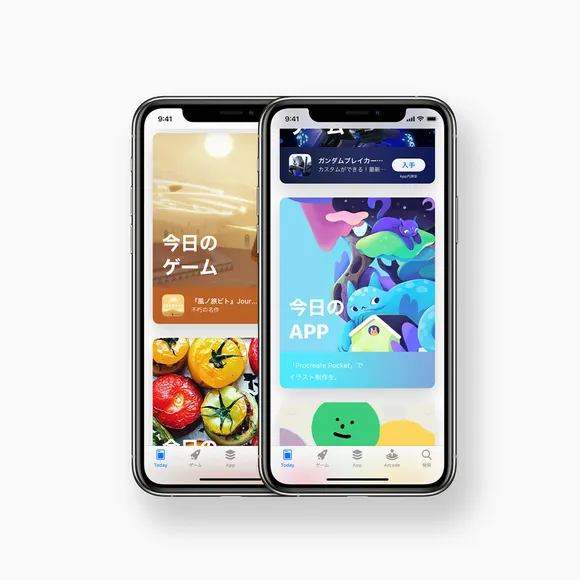 9:41
今日の
ゲーム
『風ノ旅ビト』Jour...
不朽の名作
Today
ゲーム
App
9:41
ガンダムブレイカー…
カスタムができる！最新…
入手
App内課金
今日の
APP
「Procreate Pocket」で
イラスト制作を。
Today
ゲーム
App
Arcade
検索